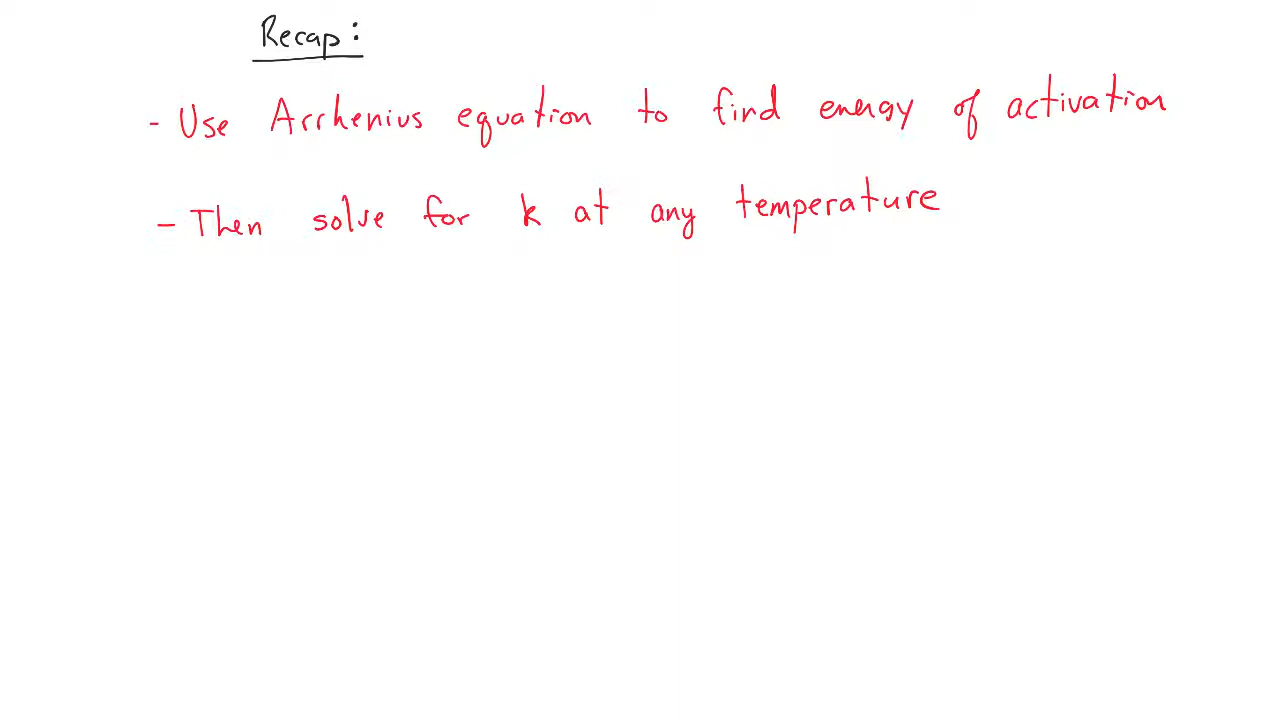 Recap:
- Use Arrhenius equation to find energy of activation
- Then solve for k at any temperature